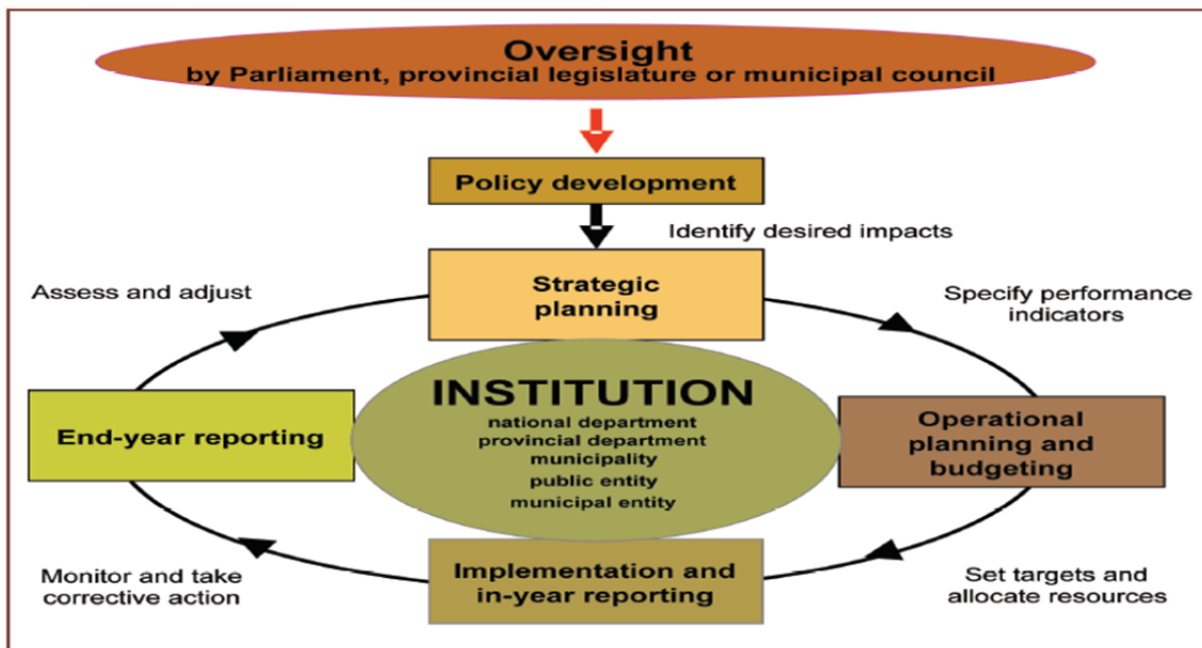 Oversight
by Parliament, provincial legislature or municipal council
Policy development
Identify desired impacts
Strategic
planning
Assess and adjust
Specify performance
indicators
INSTITUTION
national department
provincial department
municipality
public entity
municipal entity
End-year reporting
Operational
planning and
budgeting
Implementation and
in-year reporting
Monitor and take
corrective action
Set targets and
allocate resources